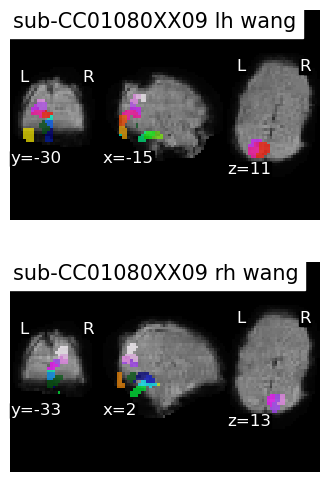 sub-CC01080XX09 lh wang
L R L R
y=-30 x=-15 z=11
sub-CC01080XX09 rh wang
L R L R
y=-33 x=2 z=13